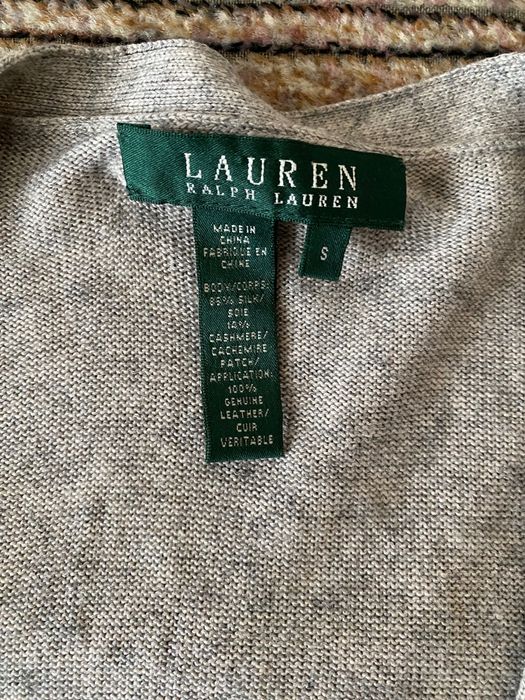 LAUREN
RALPH LAUREN
S
MADE IN
CHINA
FABRIQUE EN
CHINE
BODY/CORPS:
86% SILK/
SOIE
14%
CASHMERE/
CACHEMIRE
PATCH/
APPLICATION:
100%
GENUINE
LEATHER/
CUIR
VERITABLE